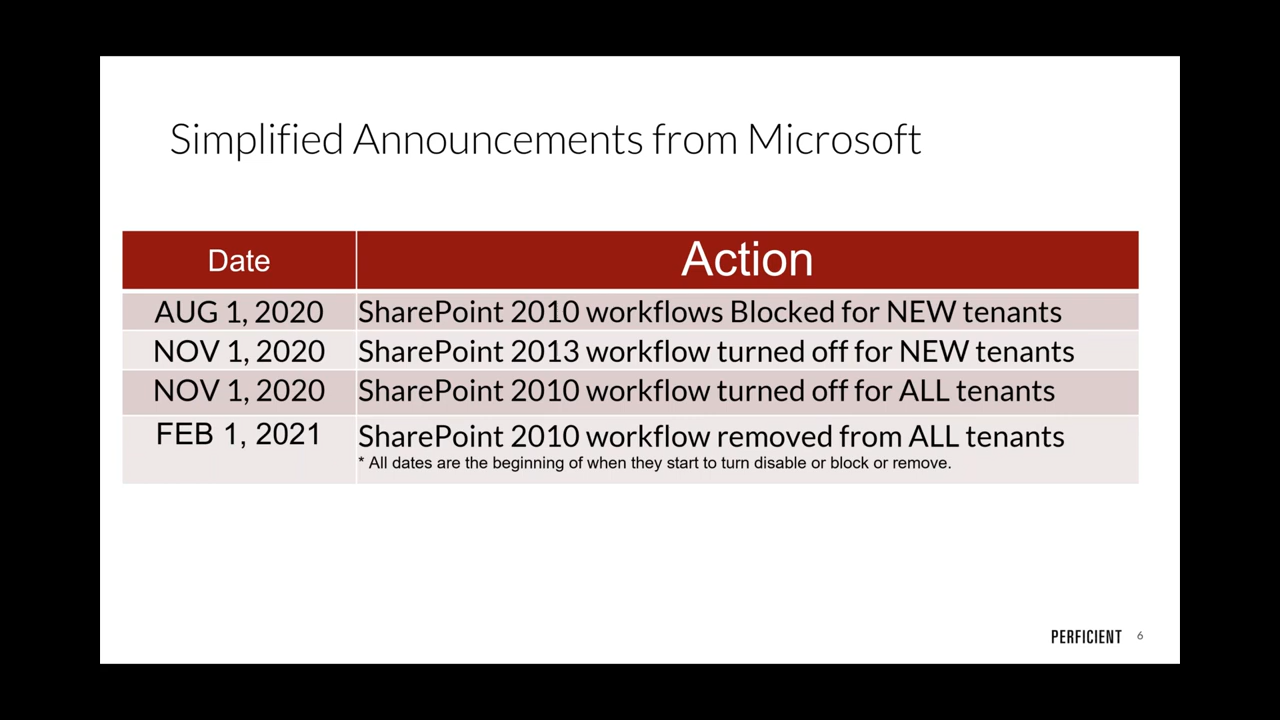 Simplified Announcements from Microsoft
Date Action
AUG 1, 2020 SharePoint 2010 workflows Blocked for NEW tenants
NOV 1, 2020 SharePoint 2013 workflow turned off for NEW tenants
NOV 1, 2020 SharePoint 2010 workflow turned off for ALL tenants
FEB 1, 2021 SharePoint 2010 workflow removed from ALL tenants
* All dates are the beginning of when they start to turn disable or block or remove.
PERFICIENT 6